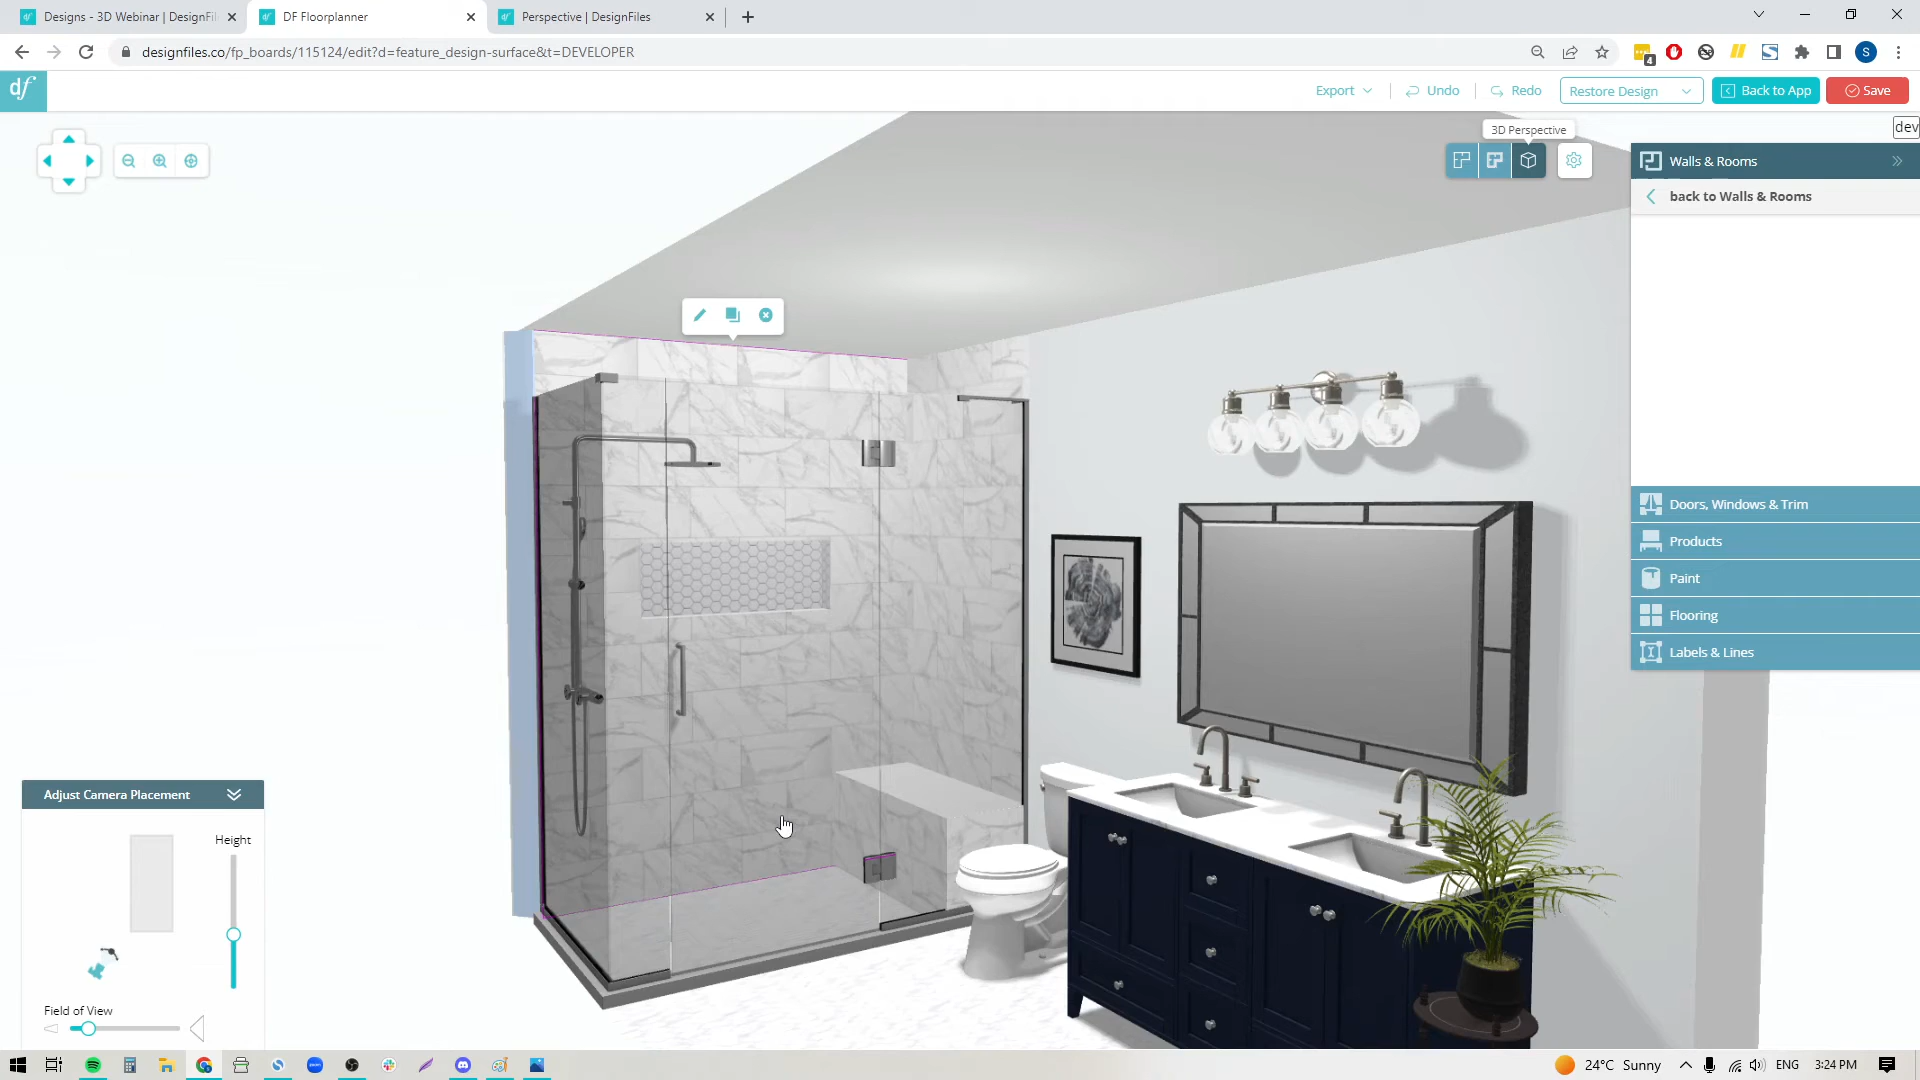 Designs - 3D Webinar | DesignFil
DF Floorplanner
Perspective | DesignFiles
designfiles.co/fp_boards/115124/edit?d=feature_design-surface&t=DEVELOPER
4
S
df
Export
Undo
Redo
Restore Design
Back to App
Save
dev
3D Perspective
Walls & Rooms
back to Walls & Rooms
Doors, Windows & Trim
Products
Paint
Flooring
Labels & Lines
Adjust Camera Placement
Height
Field of View
24°C Sunny
ENG
3:24 PM